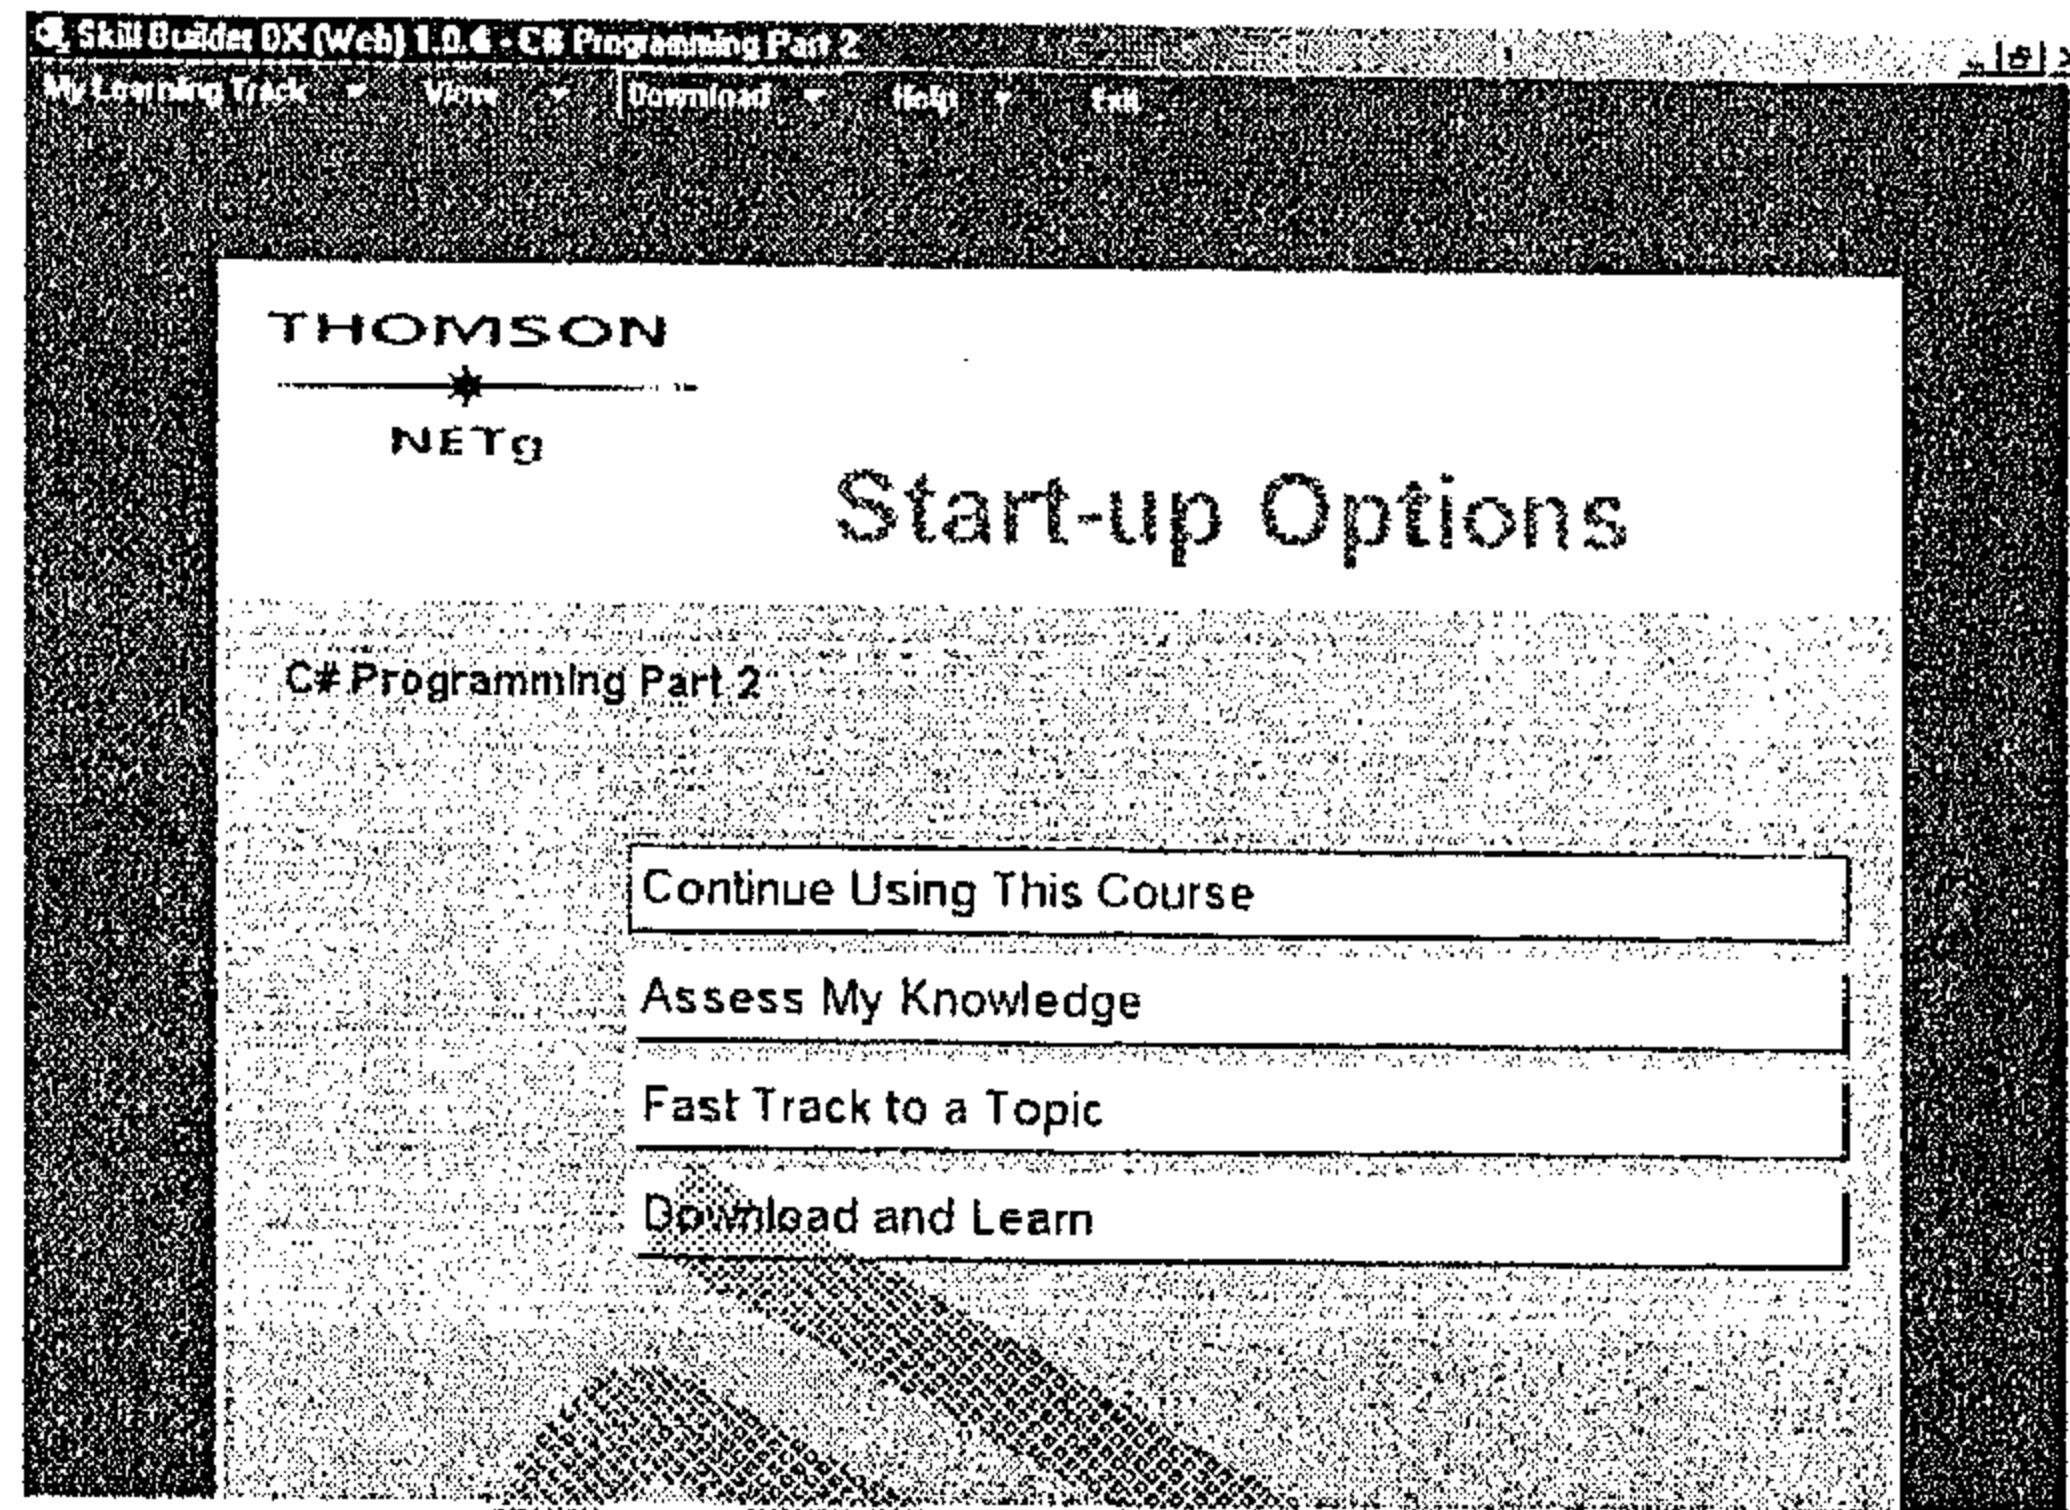 Skill Builder DX (Web) 1.0.4 - C# Programming Part 2
My Learning Track View Download Help Exit
THOMSON
NETg
Start-up Options
C# Programming Part 2
Continue Using This Course
Assess My Knowledge
Fast Track to a Topic
Download and Learn